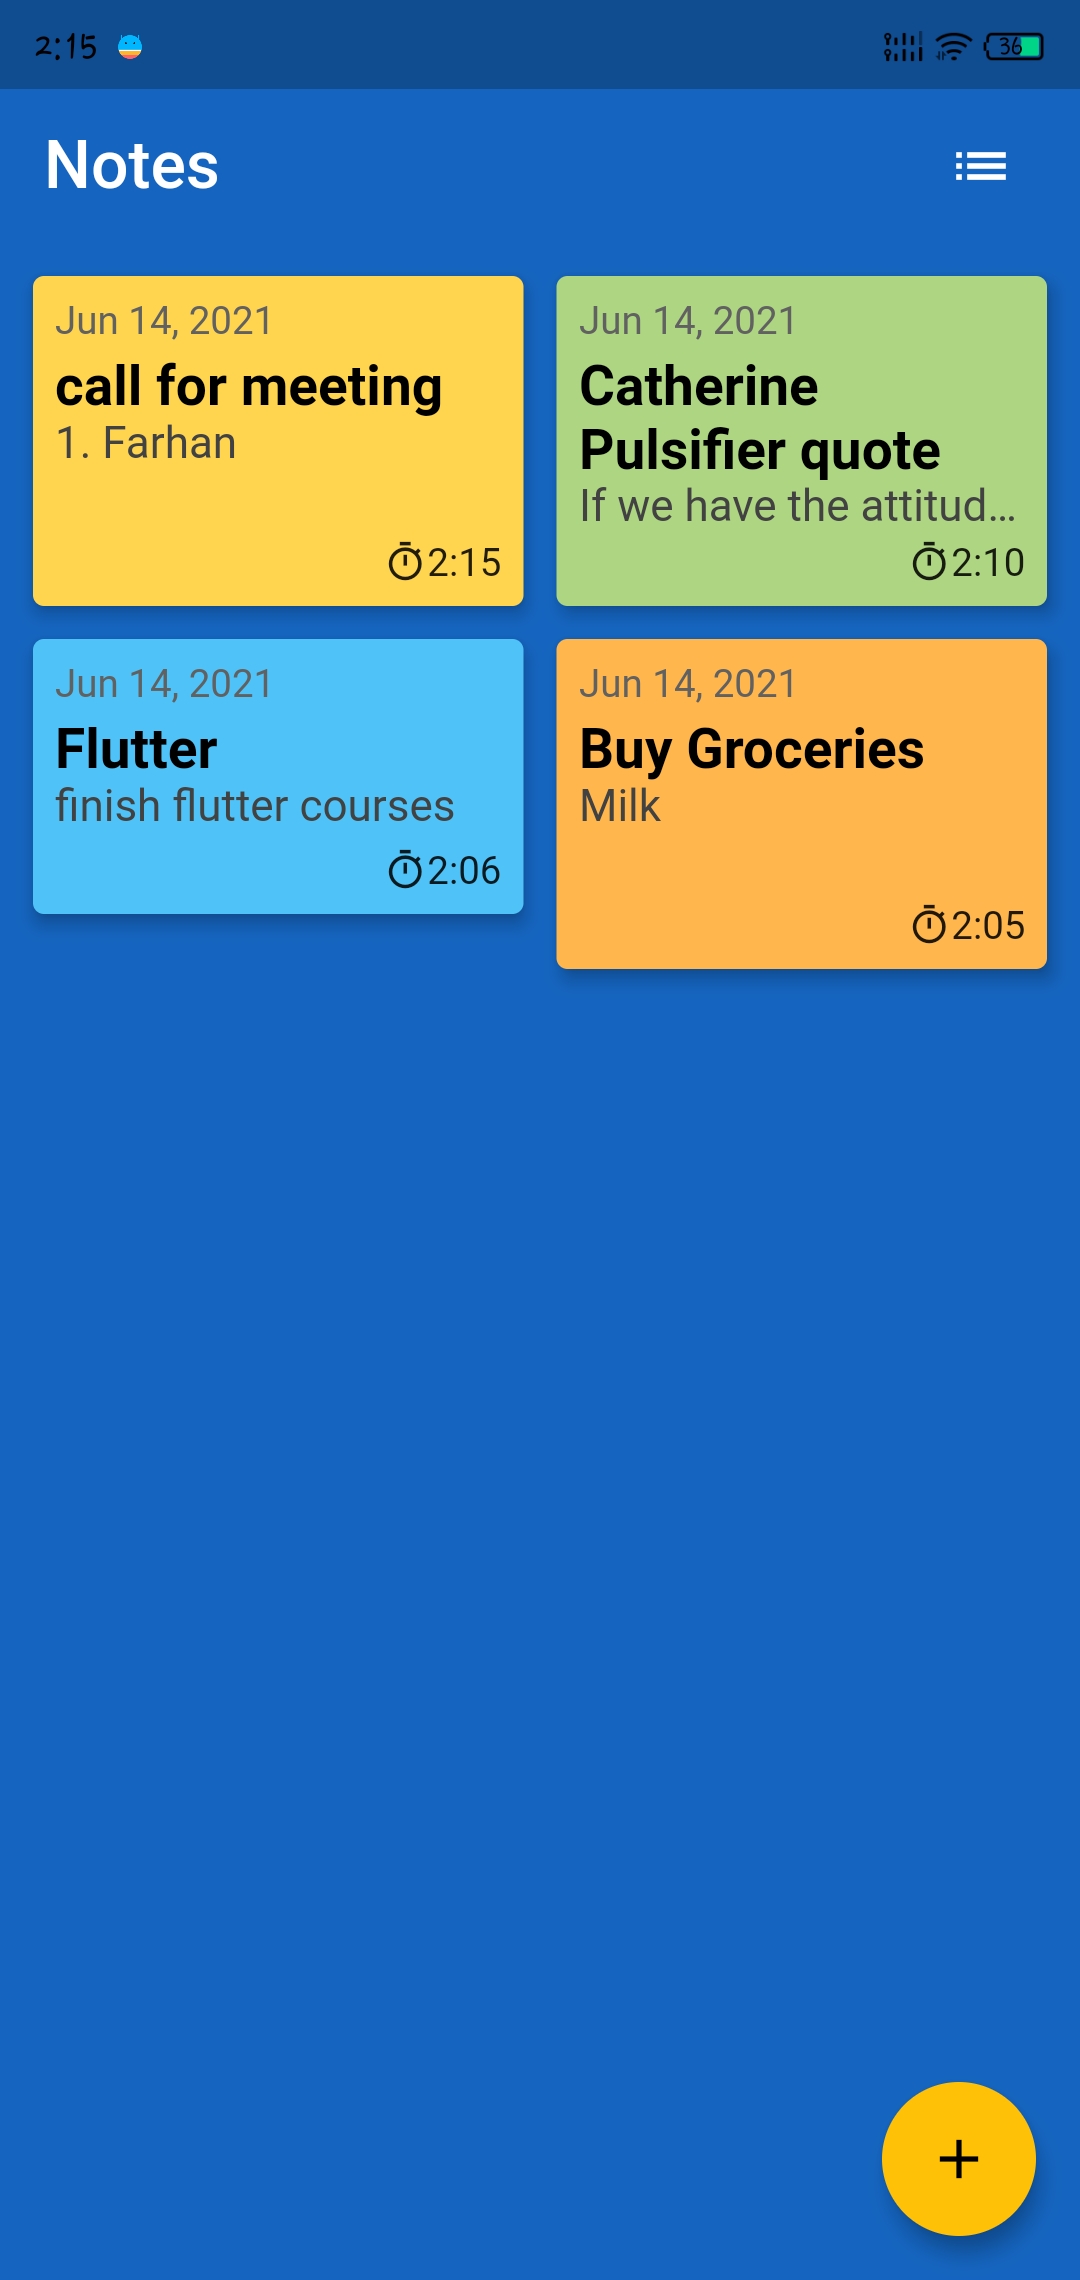 2:15
36
Notes
Jun 14, 2021
call for meeting
1. Farhan
2:15
Jun 14, 2021
Catherine
Pulsifier quote
If we have the attitud…
2:10
Jun 14, 2021
Flutter
finish flutter courses
2:06
Jun 14, 2021
Buy Groceries
Milk
2:05